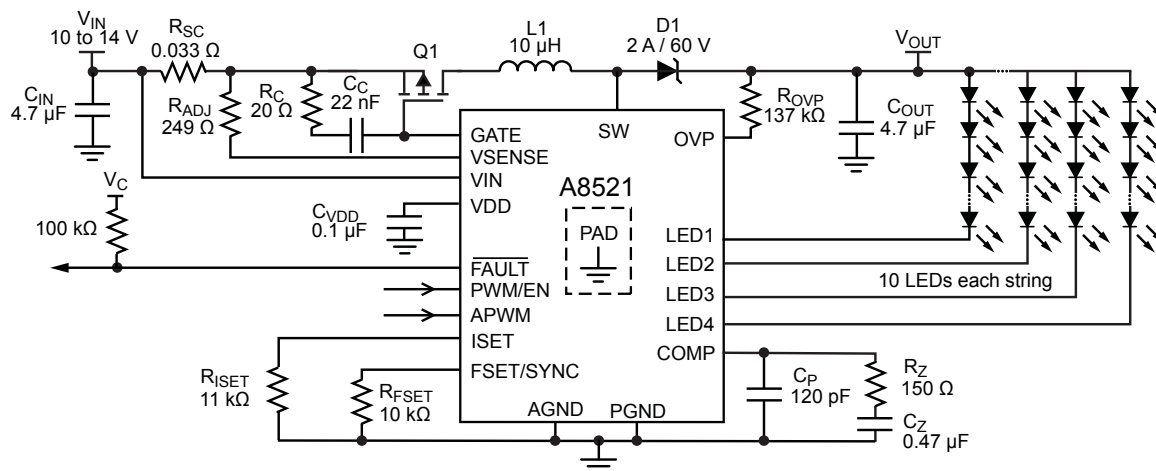 VIN
10 to 14 V
RSC
0.033 Ω
Q1
L1
10 µH
D1
2 A / 60 V
VOUT
CIN
4.7 µF
RADJ
249 Ω
RC
20 Ω
CC
22 nF
ROVP
137 kΩ
COUT
4.7 µF
GATE
VSENSE
VIN
VDD
SW
OVP
A8521
PAD
VC
100 kΩ
CVDD
0.1 µF
FAULT
PWM/EN
APWM
ISET
FSET/SYNC
LED1
LED2
LED3
LED4
COMP
10 LEDs each string
RISET
11 kΩ
RFSET
10 kΩ
AGND
PGND
CP
120 pF
RZ
150 Ω
CZ
0.47 µF